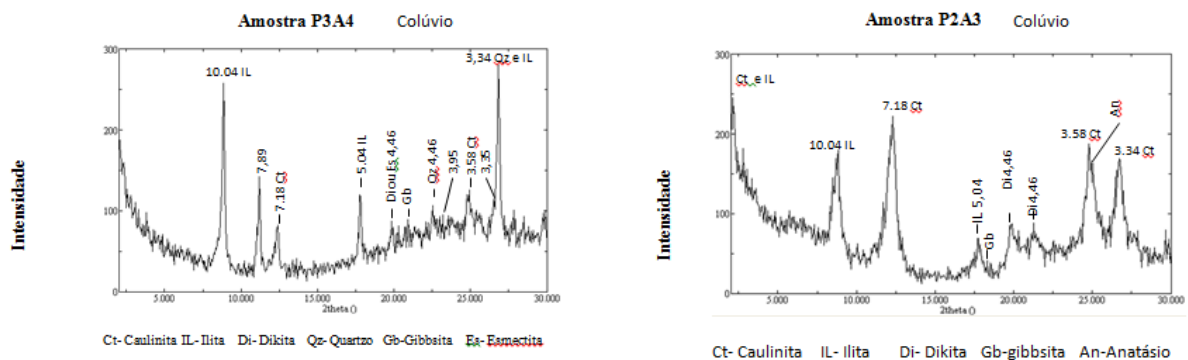 Amostra P3A4 Colúvio
Intensidade
300
200
100
0
10.04 IL
7,89
7.18 Ct
5.04 IL
Di ou Es 4,46
Gb
Qz 4,46
3,95
3.58 Ct
3,35
3,34 Qz e IL
5.000 10.000 15.000 20.000 25.000 30.000
2theta ()
Ct- Caulinita IL- Ilita Di- Dikita Qz- Quartzo Gb-Gibbsita Es- Esmectita
Amostra P2A3 Colúvio
Intensidade
300
200
100
0
Ct e IL
10.04 IL
7.18 Ct
IL 5,04
Gb
Di 4,46
Di 4,46
3.58 Ct
An
3.34 Ct
5.000 10.000 15.000 20.000 25.000 30.000
2theta ()
Ct- Caulinita IL- Ilita Di- Dikita Gb-gibbsita An-Anatásio